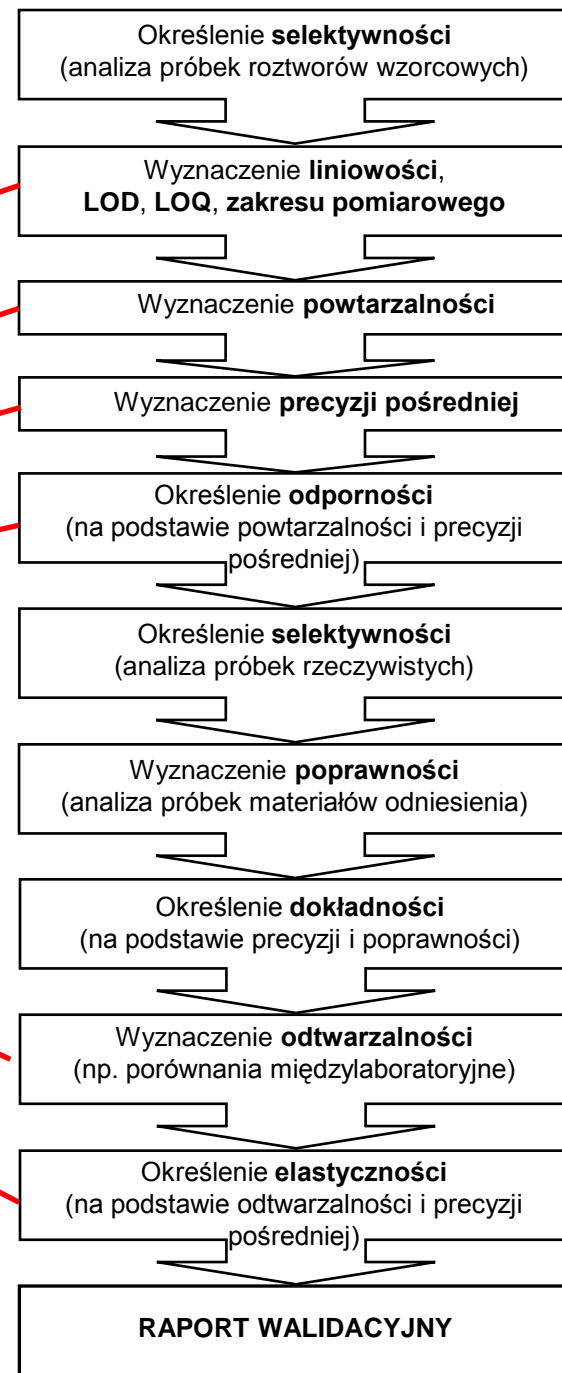 Określenie selektywności
(analiza próbek roztworów wzorcowych)
Wyznaczenie liniowości,
LOD, LOQ, zakresu pomiarowego
Wyznaczenie powtarzalności
Wyznaczenie precyzji pośredniej
Określenie odporności
(na podstawie powtarzalności i precyzji
pośredniej)
Określenie selektywności
(analiza próbek rzeczywistych)
Wyznaczenie poprawności
(analiza próbek materiałów odniesienia)
Określenie dokładności
(na podstawie precyzji i poprawności)
Wyznaczenie odtwarzalności
(np. porównania międzylaboratoryjne)
Określenie elastyczności
(na podstawie odtwarzalności i precyzji
pośredniej)
RAPORT WALIDACYJNY